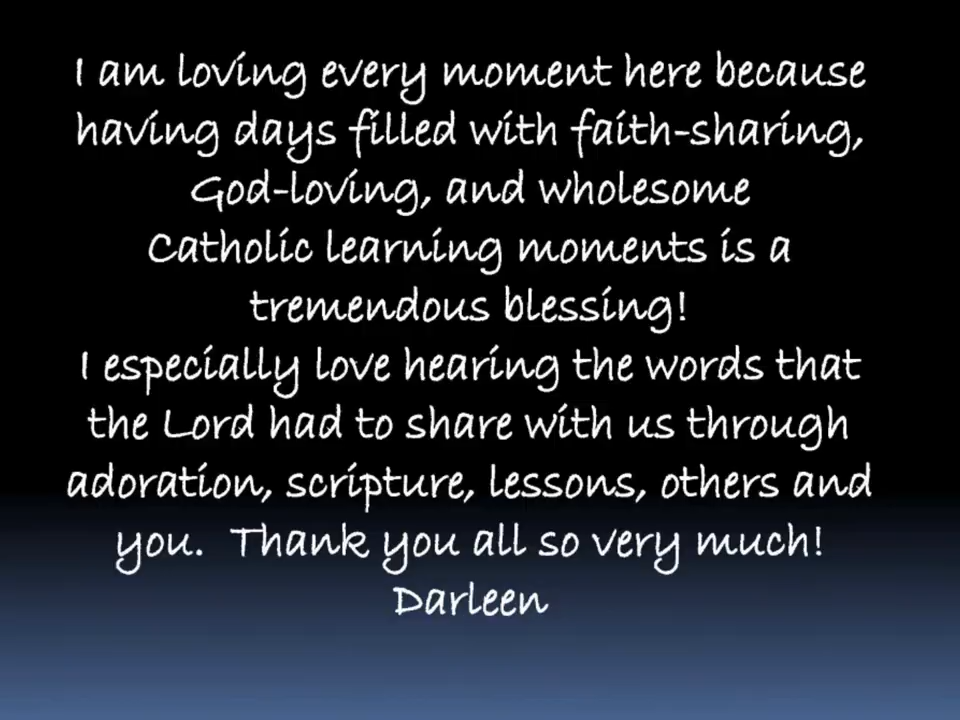 I am loving every moment here because
having days filled with faith-sharing,
God-loving, and wholesome
Catholic learning moments is a
tremendous blessing!
I especially love hearing the words that
the Lord had to share with us through
adoration, scripture, lessons, others and
you. Thank you all so very much!
Darleen